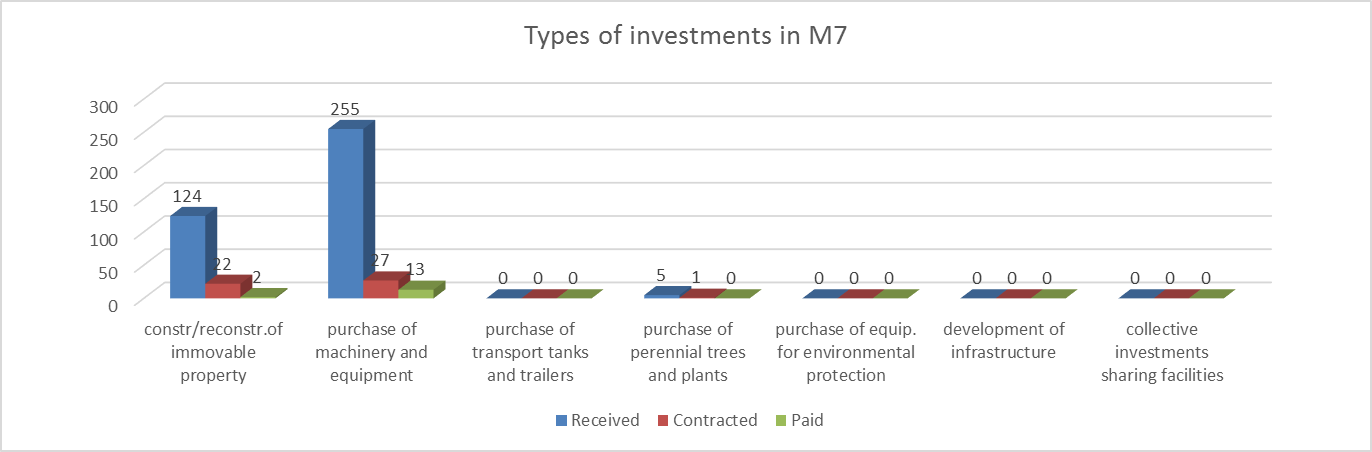 Types of investments in M7
300
250
200
150
100
50
0
124
22
2
255
27
13
0 0 0
5 1 0
0 0 0
0 0 0
0 0 0
constr/reconstr.of
immovable
property
purchase of
machinery and
equipment
purchase of
transport tanks
and trailers
purchase of
perennial trees
and plants
purchase of equip.
for environmental
protection
development of
infrastructure
collective
investments
sharing facilities
Received Contracted Paid